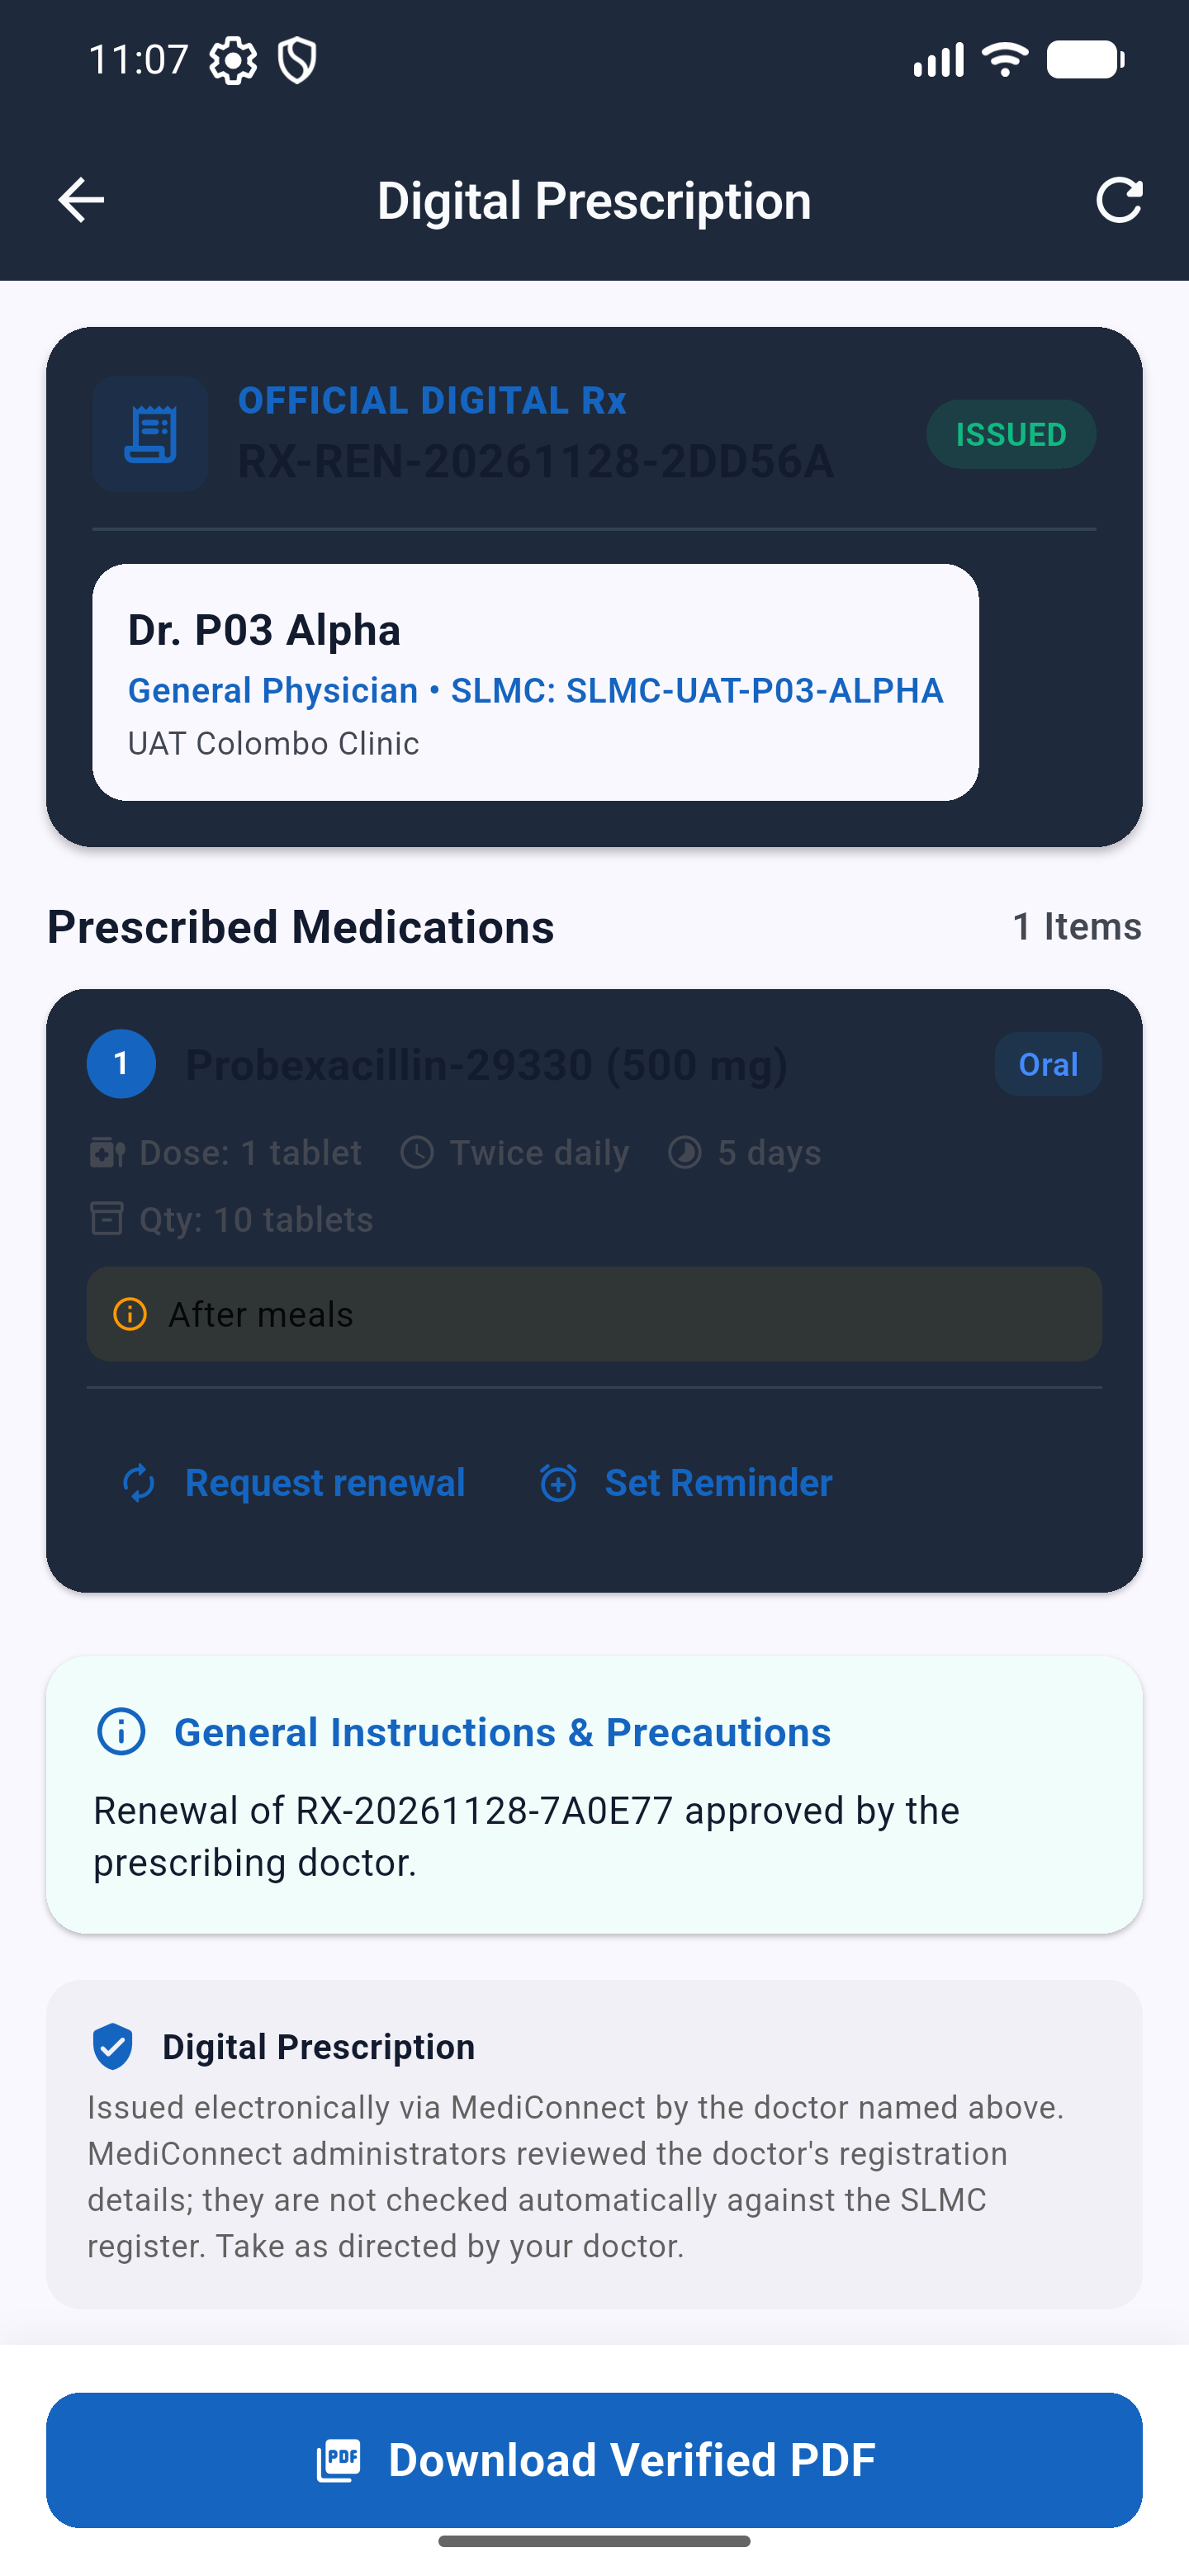 11:07
Digital Prescription
OFFICIAL DIGITAL Rx
RX-REN-20261128-2DD56A
ISSUED
Dr. P03 Alpha
General Physician • SLMC: SLMC-UAT-P03-ALPHA
UAT Colombo Clinic
Prescribed Medications
1 Items
1
Probexacillin-29330 (500 mg)
Oral
Dose: 1 tablet
Twice daily
5 days
Qty: 10 tablets
After meals
Request renewal
Set Reminder
General Instructions & Precautions
Renewal of RX-20261128-7A0E77 approved by the
prescribing doctor.
Digital Prescription
Issued electronically via MediConnect by the doctor named above.
MediConnect administrators reviewed the doctor's registration
details; they are not checked automatically against the SLMC
register. Take as directed by your doctor.
PDF
Download Verified PDF